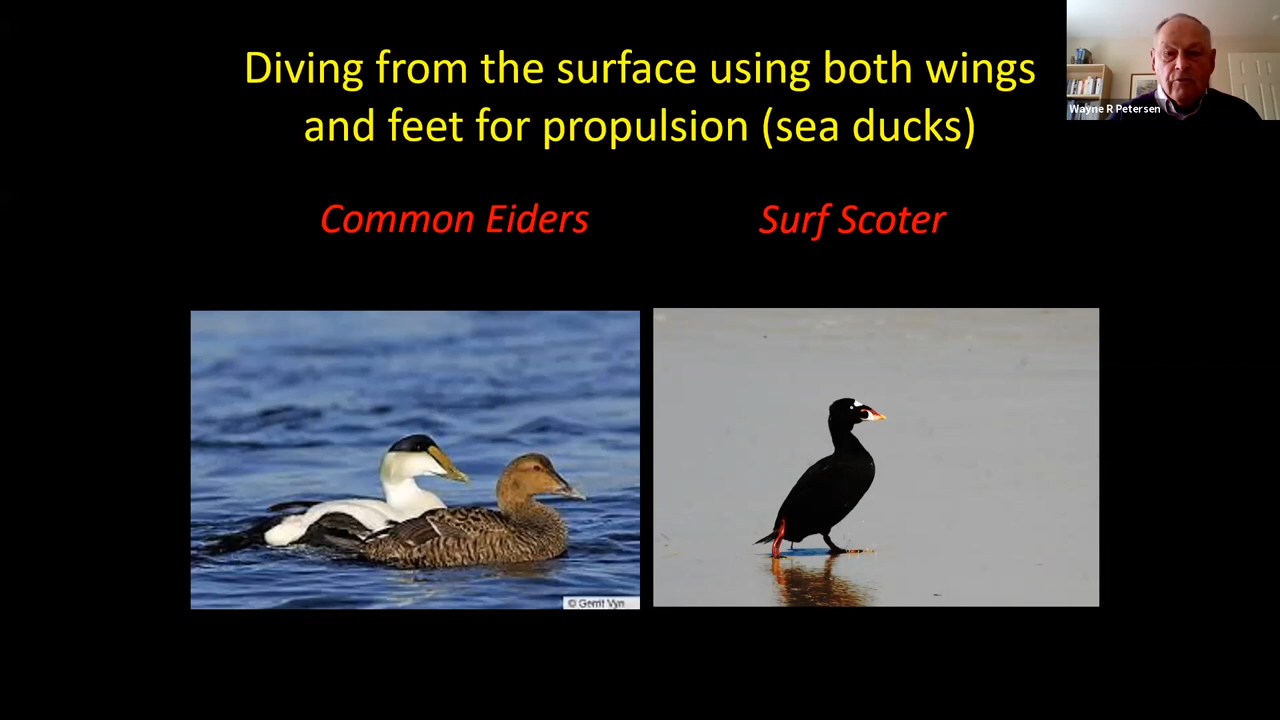 Diving from the surface using both wings
and feet for propulsion (sea ducks)
Wayne R Petersen
Common Eiders
Surf Scoter
© Gerrit Vyn